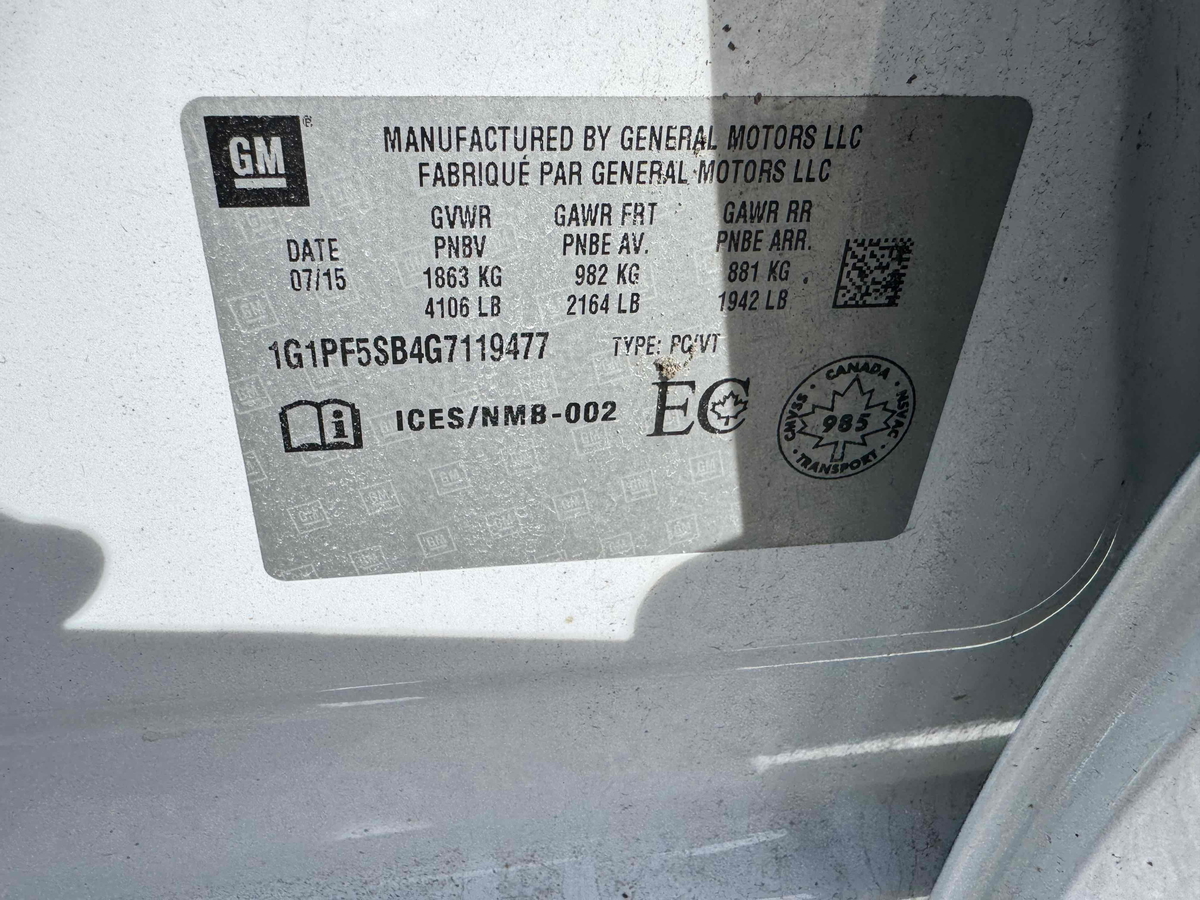 GM®
MANUFACTURED BY GENERAL MOTORS LLC
FABRIQUÉ PAR GENERAL MOTORS LLC
DATE
07/15
GVWR
PNBV
1863 KG
4106 LB
GAWR FRT
PNBE AV.
982 KG
2164 LB
GAWR RR
PNBE ARR.
881 KG
1942 LB
1G1PF5SB4G7119477
TYPE: PC/VT
i ICES/NMB-002
EC
CANADA
CMVSS 985 NSVAC
TRANSPORT